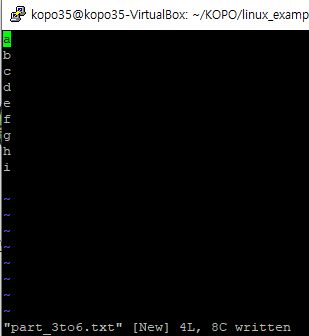 kopo35@kopo35-VirtualBox: ~/KOPO/linux_examp
a
b
c
d
e
f
g
h
i
~
~
~
~
~
~
~
~
"part_3to6.txt" [New] 4L, 8C written